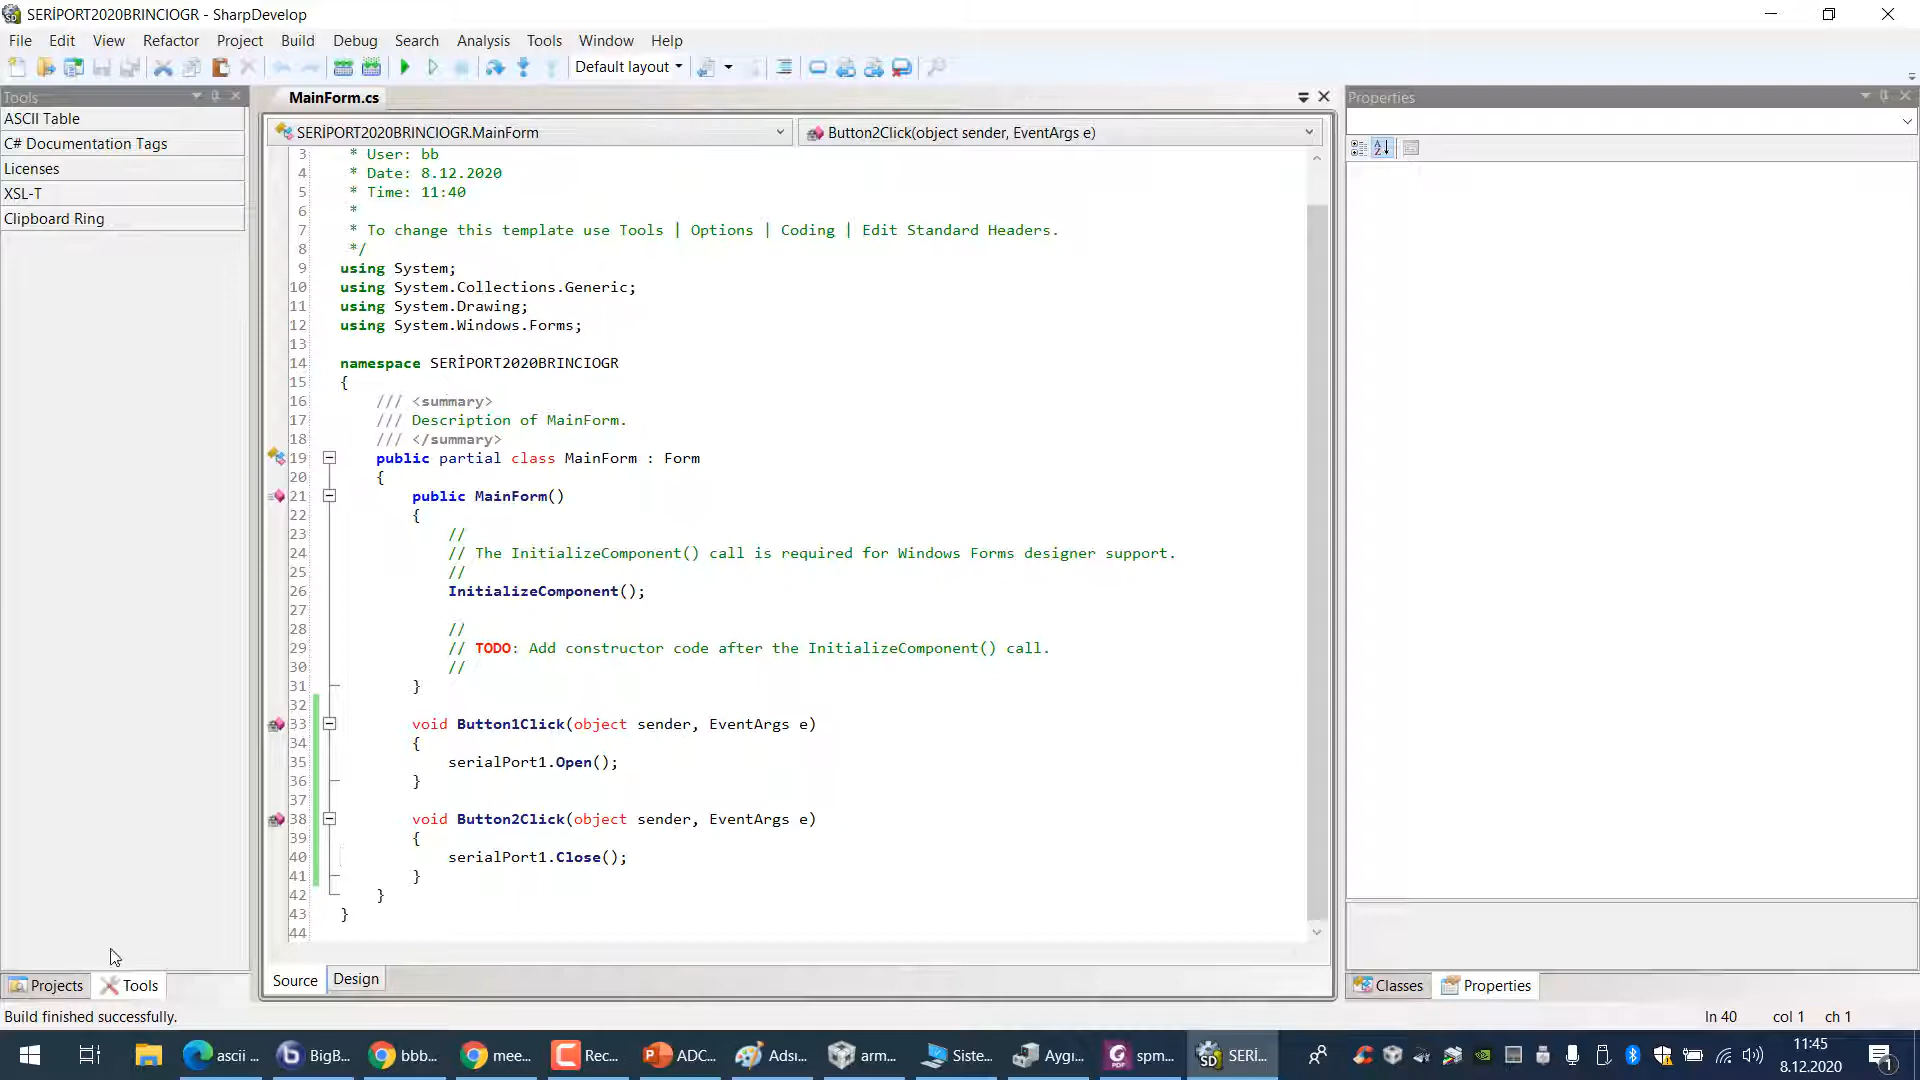 SERİPORT2020BRINCIOGR - SharpDevelop
File Edit View Refactor Project Build Debug Search Analysis Tools Window Help
Default layout
Tools
ASCII Table
C# Documentation Tags
Licenses
XSL-T
Clipboard Ring
Projects Tools
MainForm.cs
SERİPORT2020BRINCIOGR.MainForm
Button2Click(object sender, EventArgs e)
3 * User: bb
4 * Date: 8.12.2020
5 * Time: 11:40
6 *
7 * To change this template use Tools | Options | Coding | Edit Standard Headers.
8 */
9 using System;
10 using System.Collections.Generic;
11 using System.Drawing;
12 using System.Windows.Forms;
13
14 namespace SERİPORT2020BRINCIOGR
15 {
16 /// <summary>
17 /// Description of MainForm.
18 /// </summary>
19 public partial class MainForm : Form
20 {
21 public MainForm()
22 {
23 //
24 // The InitializeComponent() call is required for Windows Forms designer support.
25 //
26 InitializeComponent();
27
28 //
29 // TODO: Add constructor code after the InitializeComponent() call.
30 //
31 }
32
33 void Button1Click(object sender, EventArgs e)
34 {
35 serialPort1.Open();
36 }
37
38 void Button2Click(object sender, EventArgs e)
39 {
40 serialPort1.Close();
41 }
42 }
43 }
44
Source Design
Properties
Classes Properties
Build finished successfully.
ln 40 col 1 ch 1
ascii ... BigB... bbb... mee... Rec... ADC... Adsı... arm... Siste... Aygı... spm... SERİ...
11:45
8.12.2020
1